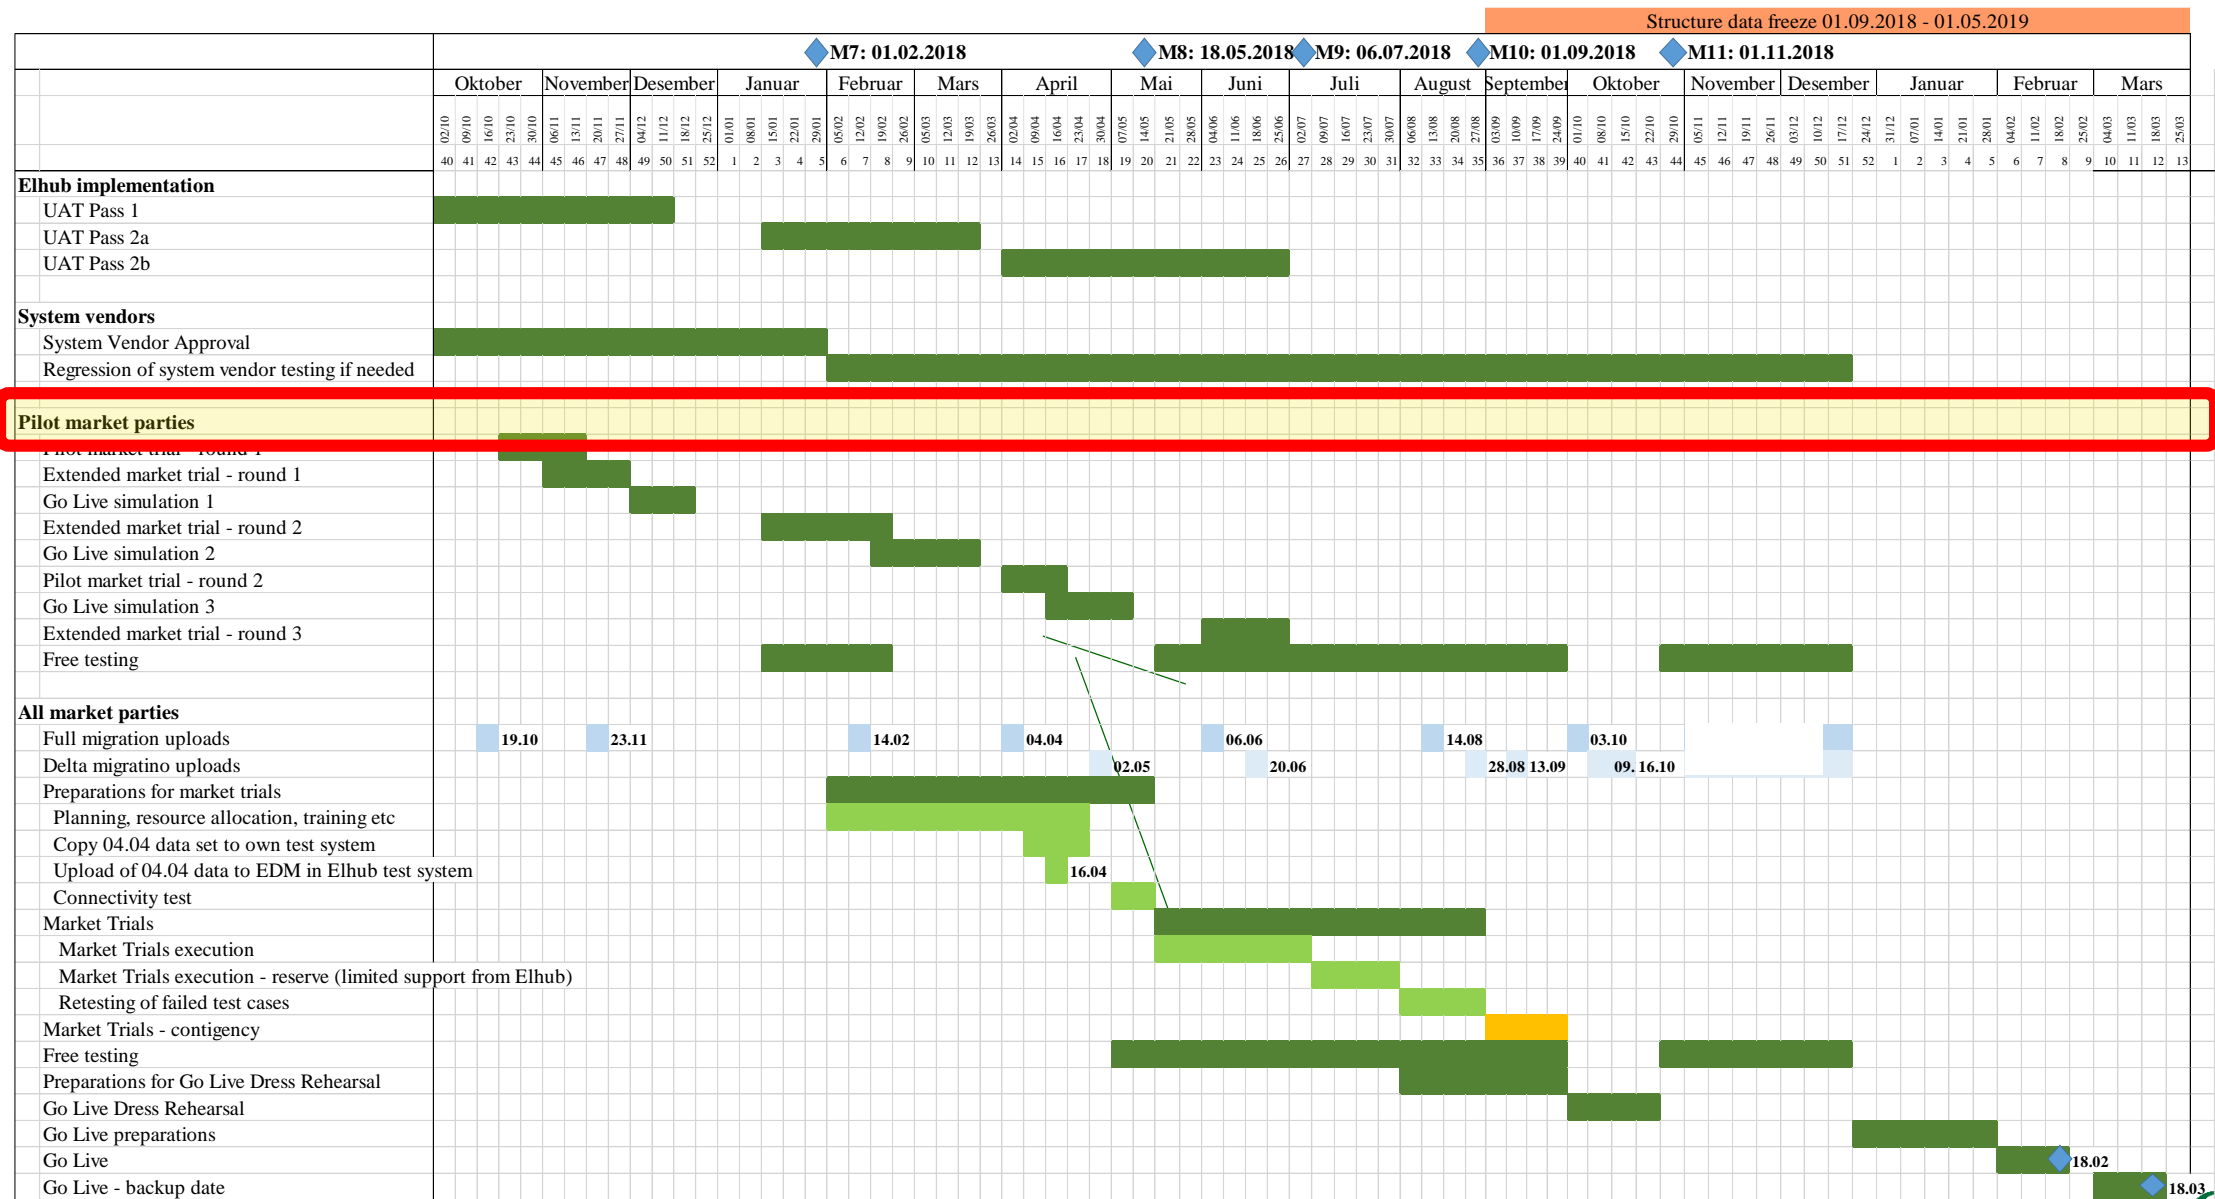 Structure data freeze 01.09.2018 - 01.05.2019
M7: 01.02.2018 M8: 18.05.2018 M9: 06.07.2018 M10: 01.09.2018 M11: 01.11.2018
Oktober November Desember Januar Februar Mars April Mai Juni Juli August September Oktober November Desember Januar Februar Mars
02/10 09/10 16/10 23/10 30/10 06/11 13/11 20/11 27/11 04/12 11/12 18/12 25/12 01/01 08/01 15/01 22/01 29/01 05/02 12/02 19/02 26/02 05/03 12/03 19/03 26/03 02/04 09/04 16/04 23/04 30/04 07/05 14/05 21/05 28/05 04/06 11/06 18/06 25/06 02/07 09/07 16/07 23/07 30/07 06/08 13/08 20/08 27/08 03/09 10/09 17/09 24/09 01/10 08/10 15/10 22/10 29/10 05/11 12/11 19/11 26/11 03/12 10/12 17/12 24/12 31/12 07/01 14/01 21/01 28/01 04/02 11/02 18/02 25/02 04/03 11/03 18/03 25/03
40 41 42 43 44 45 46 47 48 49 50 51 52 1 2 3 4 5 6 7 8 9 10 11 12 13 14 15 16 17 18 19 20 21 22 23 24 25 26 27 28 29 30 31 32 33 34 35 36 37 38 39 40 41 42 43 44 45 46 47 48 49 50 51 52 1 2 3 4 5 6 7 8 9 10 11 12 13
Elhub implementation
UAT Pass 1
UAT Pass 2a
UAT Pass 2b
System vendors
System Vendor Approval
Regression of system vendor testing if needed
Pilot market parties
Pilot market trial - round 1
Extended market trial - round 1
Go Live simulation 1
Extended market trial - round 2
Go Live simulation 2
Pilot market trial - round 2
Go Live simulation 3
Extended market trial - round 3
Free testing
All market parties
Full migration uploads 19.10 23.11 14.02 04.04 06.06 14.08 03.10
Delta migratino uploads 02.05 20.06 28.08 13.09 09. 16.10
Preparations for market trials
Planning, resource allocation, training etc
Copy 04.04 data set to own test system
Upload of 04.04 data to EDM in Elhub test system 16.04
Connectivity test
Market Trials
Market Trials execution
Market Trials execution - reserve (limited support from Elhub)
Retesting of failed test cases
Market Trials - contigency
Free testing
Preparations for Go Live Dress Rehearsal
Go Live Dress Rehearsal
Go Live preparations
Go Live 18.02
Go Live - backup date 18.03